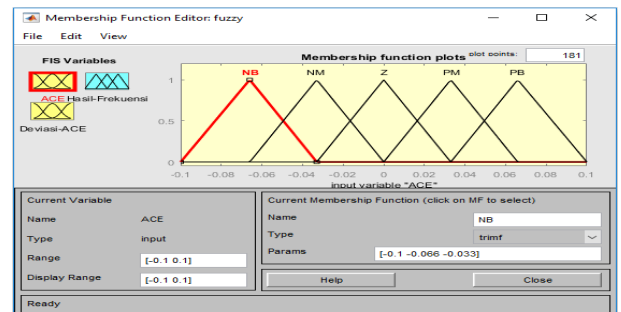 Membership Function Editor: fuzzy
File Edit View
FIS Variables
Membership function plots plot points: 181
NB NM Z PM PB
ACE Hasil-Frekuensi
Deviasi-ACE
1
0.5
0
-0.1 -0.08 -0.06 -0.04 -0.02 0 0.02 0.04 0.06 0.08 0.1
input variable "ACE"
Current Variable
Name ACE
Type input
Range [-0.1 0.1]
Display Range [-0.1 0.1]
Current Membership Function (click on MF to select)
Name NB
Type trimf
Params [-0.1 -0.066 -0.033]
Help Close
Ready